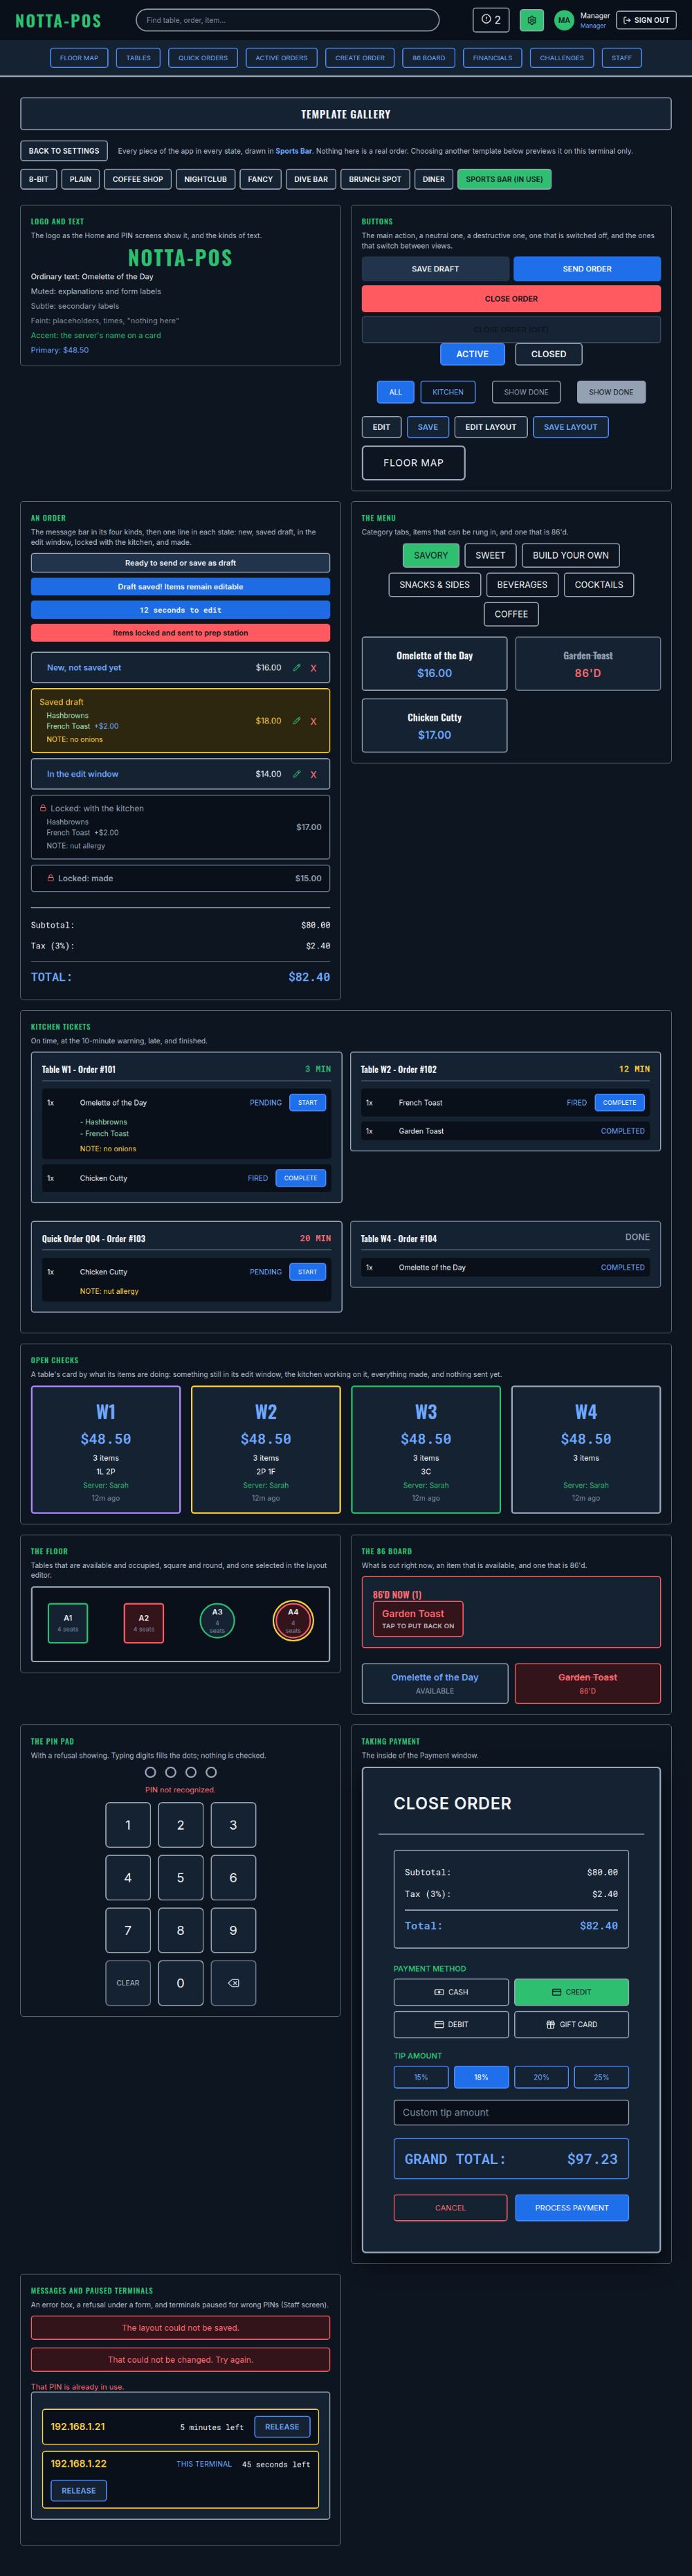 NOTTA-POS
Find table, order, item...
2
MA
Manager
Manager
SIGN OUT
FLOOR MAP
TABLES
QUICK ORDERS
ACTIVE ORDERS
CREATE ORDER
86 BOARD
FINANCIALS
CHALLENGES
STAFF
TEMPLATE GALLERY
BACK TO SETTINGS
Every piece of the app in every state, drawn in Sports Bar. Nothing here is a real order. Choosing another template below previews it on this terminal only.
8-BIT
PLAIN
COFFEE SHOP
NIGHTCLUB
FANCY
DIVE BAR
BRUNCH SPOT
DINER
SPORTS BAR (IN USE)
LOGO AND TEXT
The logo as the Home and PIN screens show it, and the kinds of text.
NOTTA-POS
Ordinary text: Omelette of the Day
Muted: explanations and form labels
Subtle: secondary labels
Faint: placeholders, times, "nothing here"
Accent: the server's name on a card
Primary: $48.50
BUTTONS
The main action, a neutral one, a destructive one, one that is switched off, and the ones
that switch between views.
SAVE DRAFT
SEND ORDER
CLOSE ORDER
CLOSE ORDER (OFF)
ACTIVE
CLOSED
ALL
KITCHEN
SHOW DONE
SHOW DONE
EDIT
SAVE
EDIT LAYOUT
SAVE LAYOUT
FLOOR MAP
AN ORDER
The message bar in its four kinds, then one line in each state: new, saved draft, in the
edit window, locked with the kitchen, and made.
Ready to send or save as draft
Draft saved! Items remain editable
12 seconds to edit
Items locked and sent to prep station
New, not saved yet
$16.00
X
Saved draft
Hashbrowns
French Toast +$2.00
NOTE: no onions
$18.00
X
In the edit window
$14.00
X
Locked: with the kitchen
Hashbrowns
French Toast +$2.00
NOTE: nut allergy
$17.00
Locked: made
$15.00
Subtotal:
$80.00
Tax (3%):
$2.40
TOTAL:
$82.40
THE MENU
Category tabs, items that can be rung in, and one that is 86'd.
SAVORY
SWEET
BUILD YOUR OWN
SNACKS & SIDES
BEVERAGES
COCKTAILS
COFFEE
Omelette of the Day
$16.00
Garden Toast
86'D
Chicken Cutty
$17.00
KITCHEN TICKETS
On time, at the 10-minute warning, late, and finished.
Table W1 - Order #101
3 MIN
1x
Omelette of the Day
PENDING
START
- Hashbrowns
- French Toast
NOTE: no onions
1x
Chicken Cutty
FIRED
COMPLETE
Table W2 - Order #102
12 MIN
1x
French Toast
FIRED
COMPLETE
1x
Garden Toast
COMPLETED
Quick Order QO4 - Order #103
20 MIN
1x
Chicken Cutty
PENDING
START
NOTE: nut allergy
Table W4 - Order #104
DONE
1x
Omelette of the Day
COMPLETED
OPEN CHECKS
A table's card by what its items are doing: something still in its edit window, the kitchen working on it, everything made, and nothing sent yet.
W1
$48.50
3 items
1L 2P
Server: Sarah
12m ago
W2
$48.50
3 items
2P 1F
Server: Sarah
12m ago
W3
$48.50
3 items
3C
Server: Sarah
12m ago
W4
$48.50
3 items
Server: Sarah
12m ago
THE FLOOR
Tables that are available and occupied, square and round, and one selected in the layout
editor.
A1
4 seats
A2
4 seats
A3
4
seats
A4
4
seats
THE 86 BOARD
What is out right now, an item that is available, and one that is 86'd.
86'D NOW (1)
Garden Toast
TAP TO PUT BACK ON
Omelette of the Day
AVAILABLE
Garden Toast
86'D
THE PIN PAD
With a refusal showing. Typing digits fills the dots; nothing is checked.
PIN not recognized.
1
2
3
4
5
6
7
8
9
CLEAR
0
TAKING PAYMENT
The inside of the Payment window.
CLOSE ORDER
Subtotal:
$80.00
Tax (3%):
$2.40
Total:
$82.40
PAYMENT METHOD
CASH
CREDIT
DEBIT
GIFT CARD
TIP AMOUNT
15%
18%
20%
25%
Custom tip amount
GRAND TOTAL:
$97.23
CANCEL
PROCESS PAYMENT
MESSAGES AND PAUSED TERMINALS
An error box, a refusal under a form, and terminals paused for wrong PINs (Staff screen).
The layout could not be saved.
That could not be changed. Try again.
That PIN is already in use.
192.168.1.21
5 minutes left
RELEASE
192.168.1.22
THIS TERMINAL
45 seconds left
RELEASE